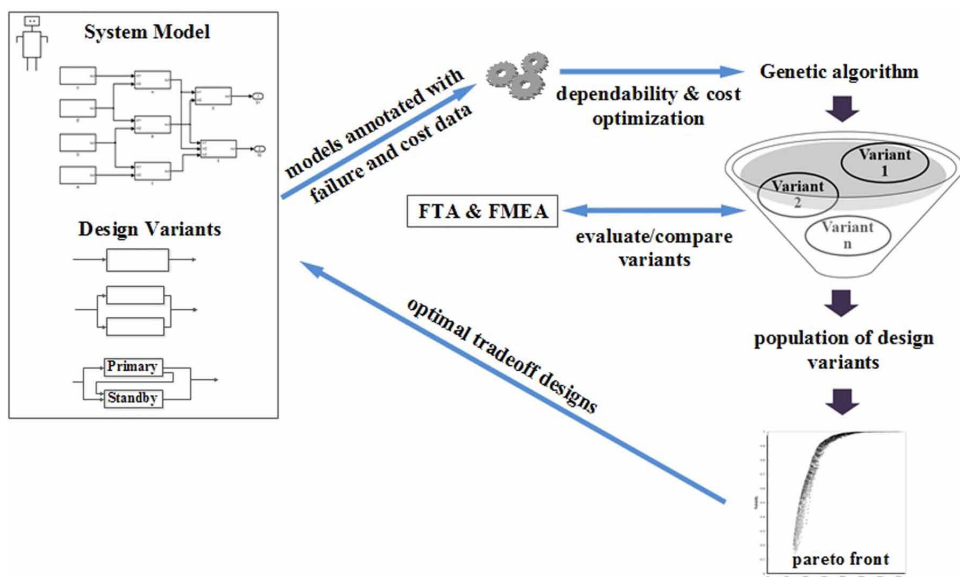 System Model
Design Variants
Primary
Standby
models annotated with
failure and cost data
dependability & cost
optimization
Genetic algorithm
Variant
1
Variant
2
Variant
n
FTA & FMEA
evaluate/compare
variants
population of design
variants
optimal tradeoff designs
pareto front